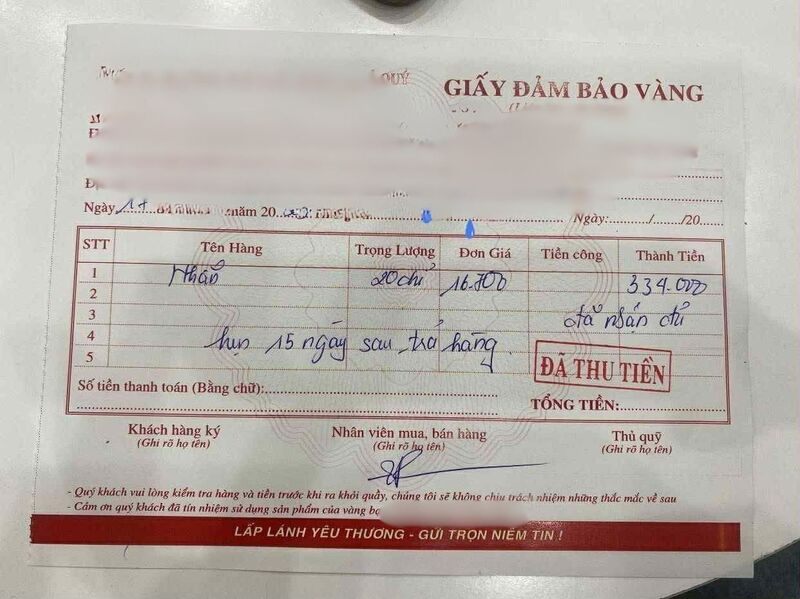 QUÝ
GIẤY ĐẢM BẢO VÀNG
Ngày 17 năm 20
Ngày:....../....../20......
STT Tên Hàng Trọng Lượng Đơn Giá Tiền công Thành Tiền
1 Nhẫn 20 chỉ 16.700 334.000
2
3 đã nhận đủ
4 hẹn 15 ngày sau trả hàng.
5
ĐÃ THU TIỀN
Số tiền thanh toán (Bằng chữ):
TỔNG TIỀN:
Khách hàng ký Nhân viên mua, bán hàng Thủ quỹ
(Ghi rõ họ tên) (Ghi rõ họ tên) (Ghi rõ họ tên)
- Quý khách vui lòng kiểm tra hàng và tiền trước khi ra khỏi quầy, chúng tôi sẽ không chịu trách nhiệm những thắc mắc về sau
- Cảm ơn quý khách đã tín nhiệm sử dụng sản phẩm của vàng bạ
LẤP LÁNH YÊU THƯƠNG - GỬI TRỌN NIỀM TIN !